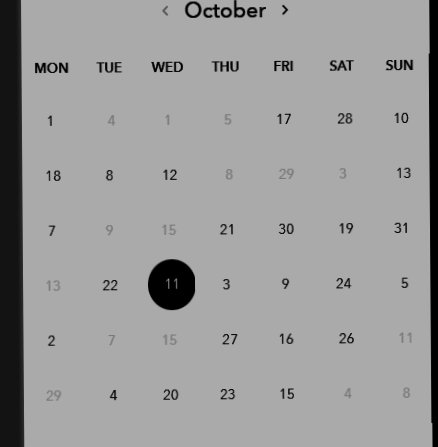 ‹ October ›
MON TUE WED THU FRI SAT SUN
1 4 1 5 17 28 10
18 8 12 8 29 3 13
7 9 15 21 30 19 31
13 22 11 3 9 24 5
2 7 15 27 16 26 11
29 4 20 23 15 4 8